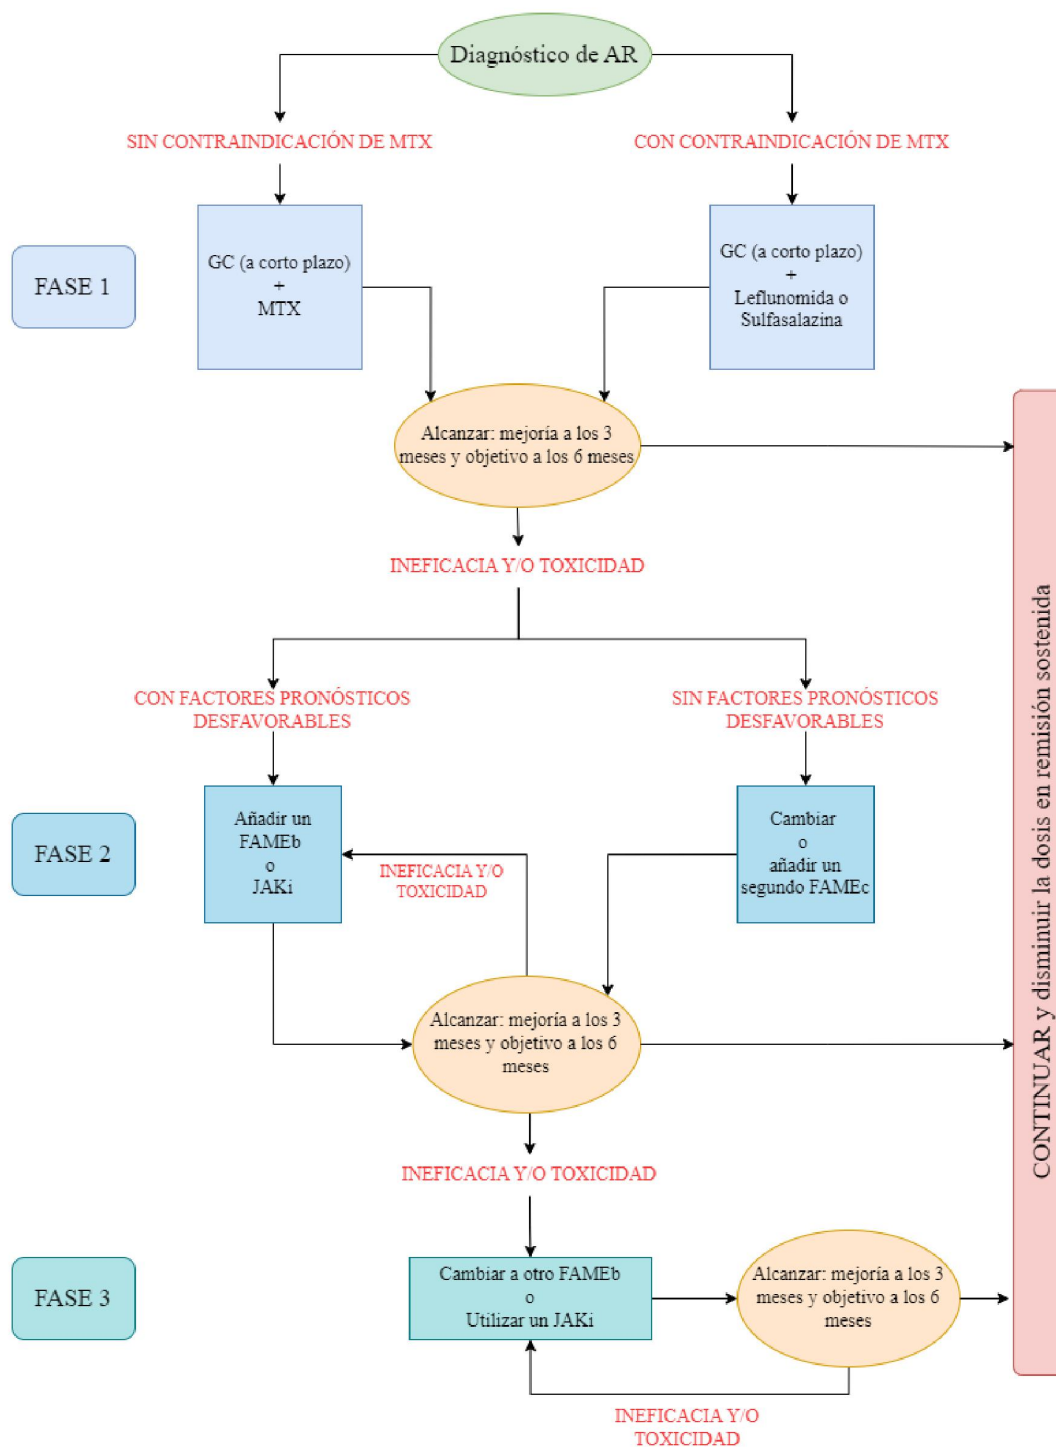 Diagnóstico de AR
SIN CONTRAINDICACIÓN DE MTX
CON CONTRAINDICACIÓN DE MTX
FASE 1
GC (a corto plazo)
+
MTX
GC (a corto plazo)
+
Leflunomida o
Sulfasalazina
Alcanzar: mejoría a los 3
meses y objetivo a los 6 meses
INEFICACIA Y/O TOXICIDAD
CON FACTORES PRONÓSTICOS
DESFAVORABLES
SIN FACTORES PRONÓSTICOS
DESFAVORABLES
FASE 2
Añadir un
FAMEb
o
JAKi
INEFICACIA Y/O
TOXICIDAD
Cambiar
o
añadir un
segundo FAMEc
Alcanzar: mejoría a los 3
meses y objetivo a los 6
meses
INEFICACIA Y/O TOXICIDAD
FASE 3
Cambiar a otro FAMEb
o
Utilizar un JAKi
Alcanzar: mejoría a los 3
meses y objetivo a los 6
meses
INEFICACIA Y/O
TOXICIDAD
CONTINUAR y disminuir la dosis en remisión sostenida